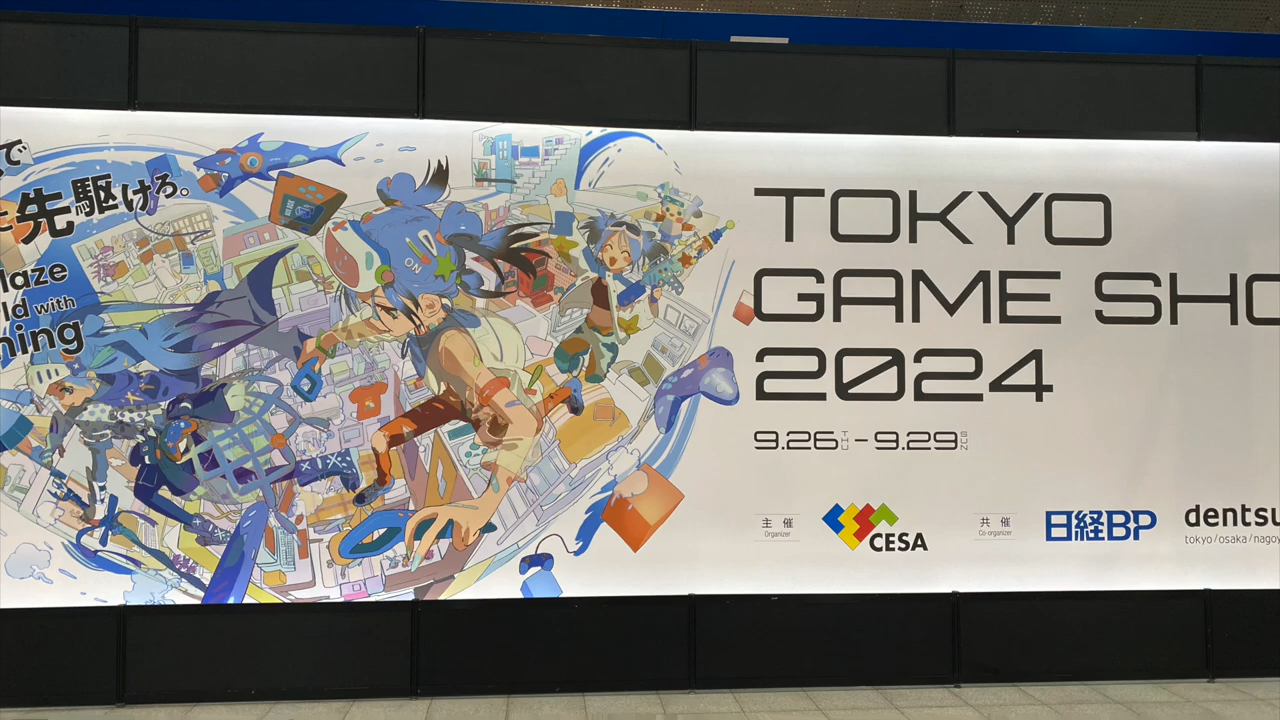 で
に先駆けろ。
laze
ld with
ning
ON
TOKYO
GAME SHO
2024
9.26 THU - 9.29 SUN
主催
Organizer
CESA
共催
Co-organizer
日経BP
dentsu
tokyo/osaka/nagoy